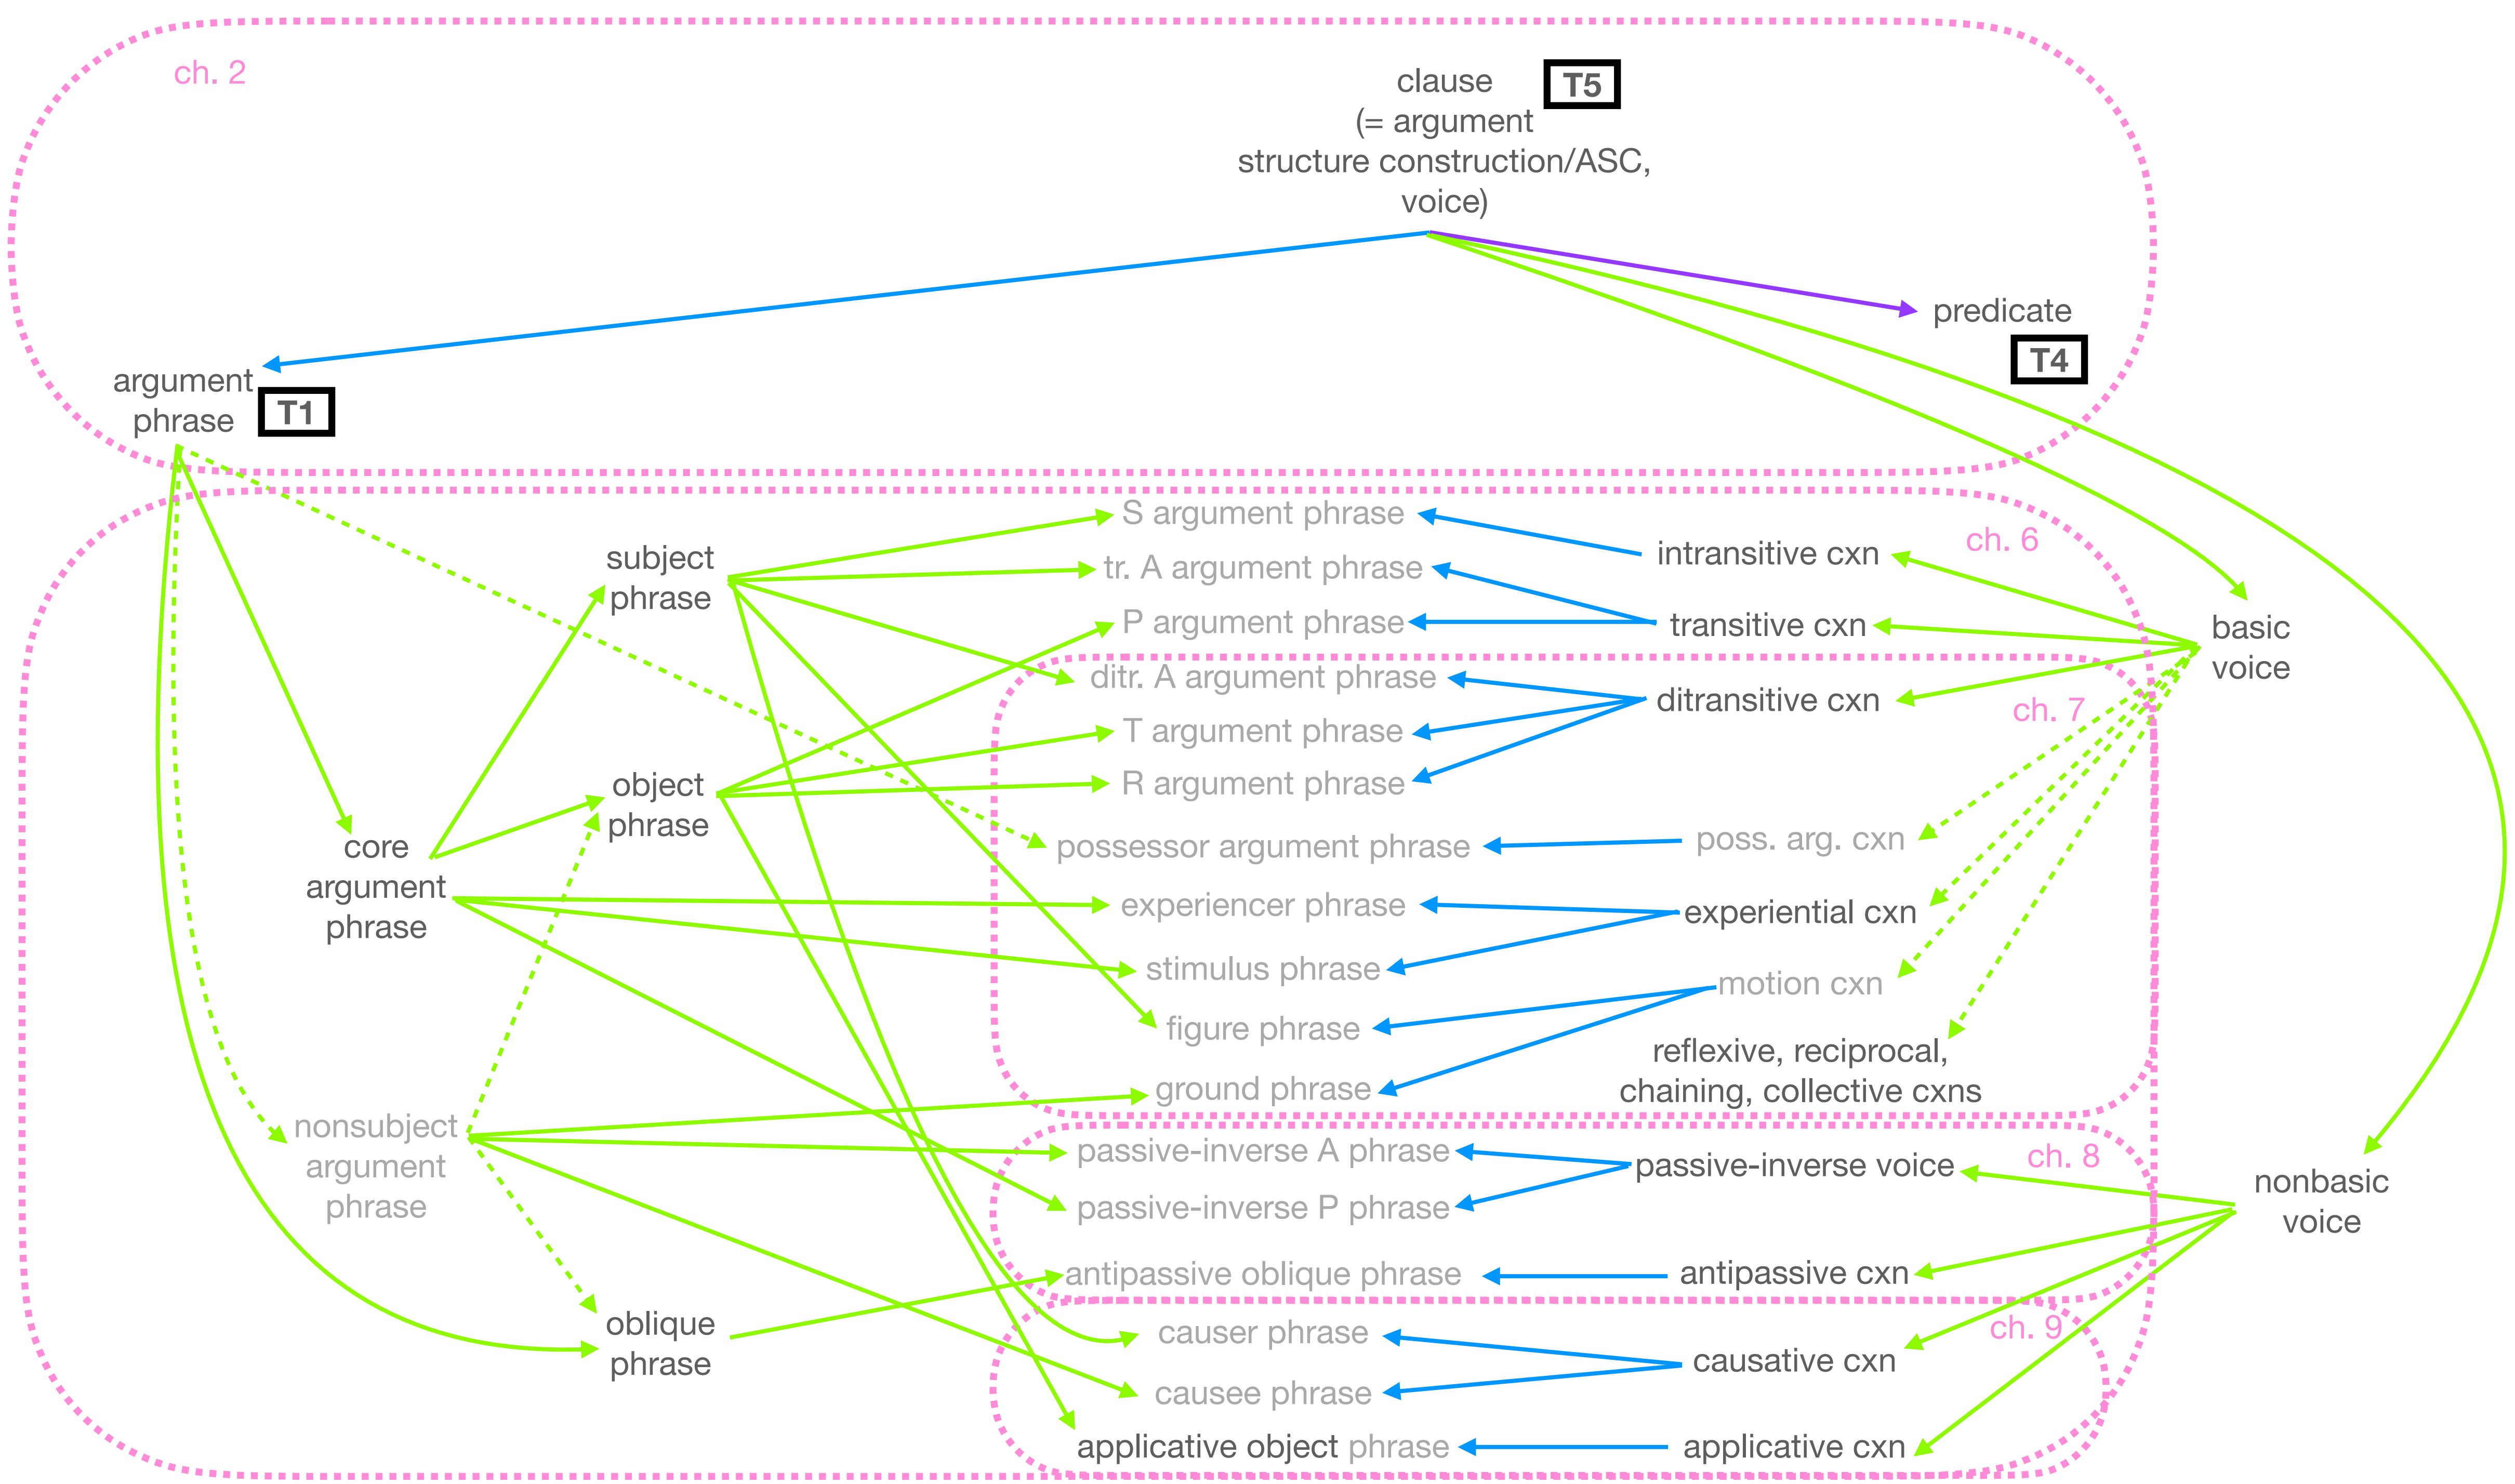 ch. 2
clause
T5
(= argument
structure construction/ASC,
voice)
predicate
T4
argument
phrase
T1
S argument phrase
ch. 6
subject
phrase
intransitive cxn
tr. A argument phrase
P argument phrase
transitive cxn
basic
voice
ditr. A argument phrase
ditransitive cxn
ch. 7
T argument phrase
object
phrase
R argument phrase
core
argument
phrase
possessor argument phrase
poss. arg. cxn
experiencer phrase
experiential cxn
stimulus phrase
motion cxn
figure phrase
reflexive, reciprocal,
chaining, collective cxns
ground phrase
nonsubject
argument
phrase
passive-inverse A phrase
passive-inverse voice
ch. 8
nonbasic
voice
passive-inverse P phrase
antipassive oblique phrase
antipassive cxn
oblique
phrase
causer phrase
ch. 9
causative cxn
causee phrase
applicative object phrase
applicative cxn